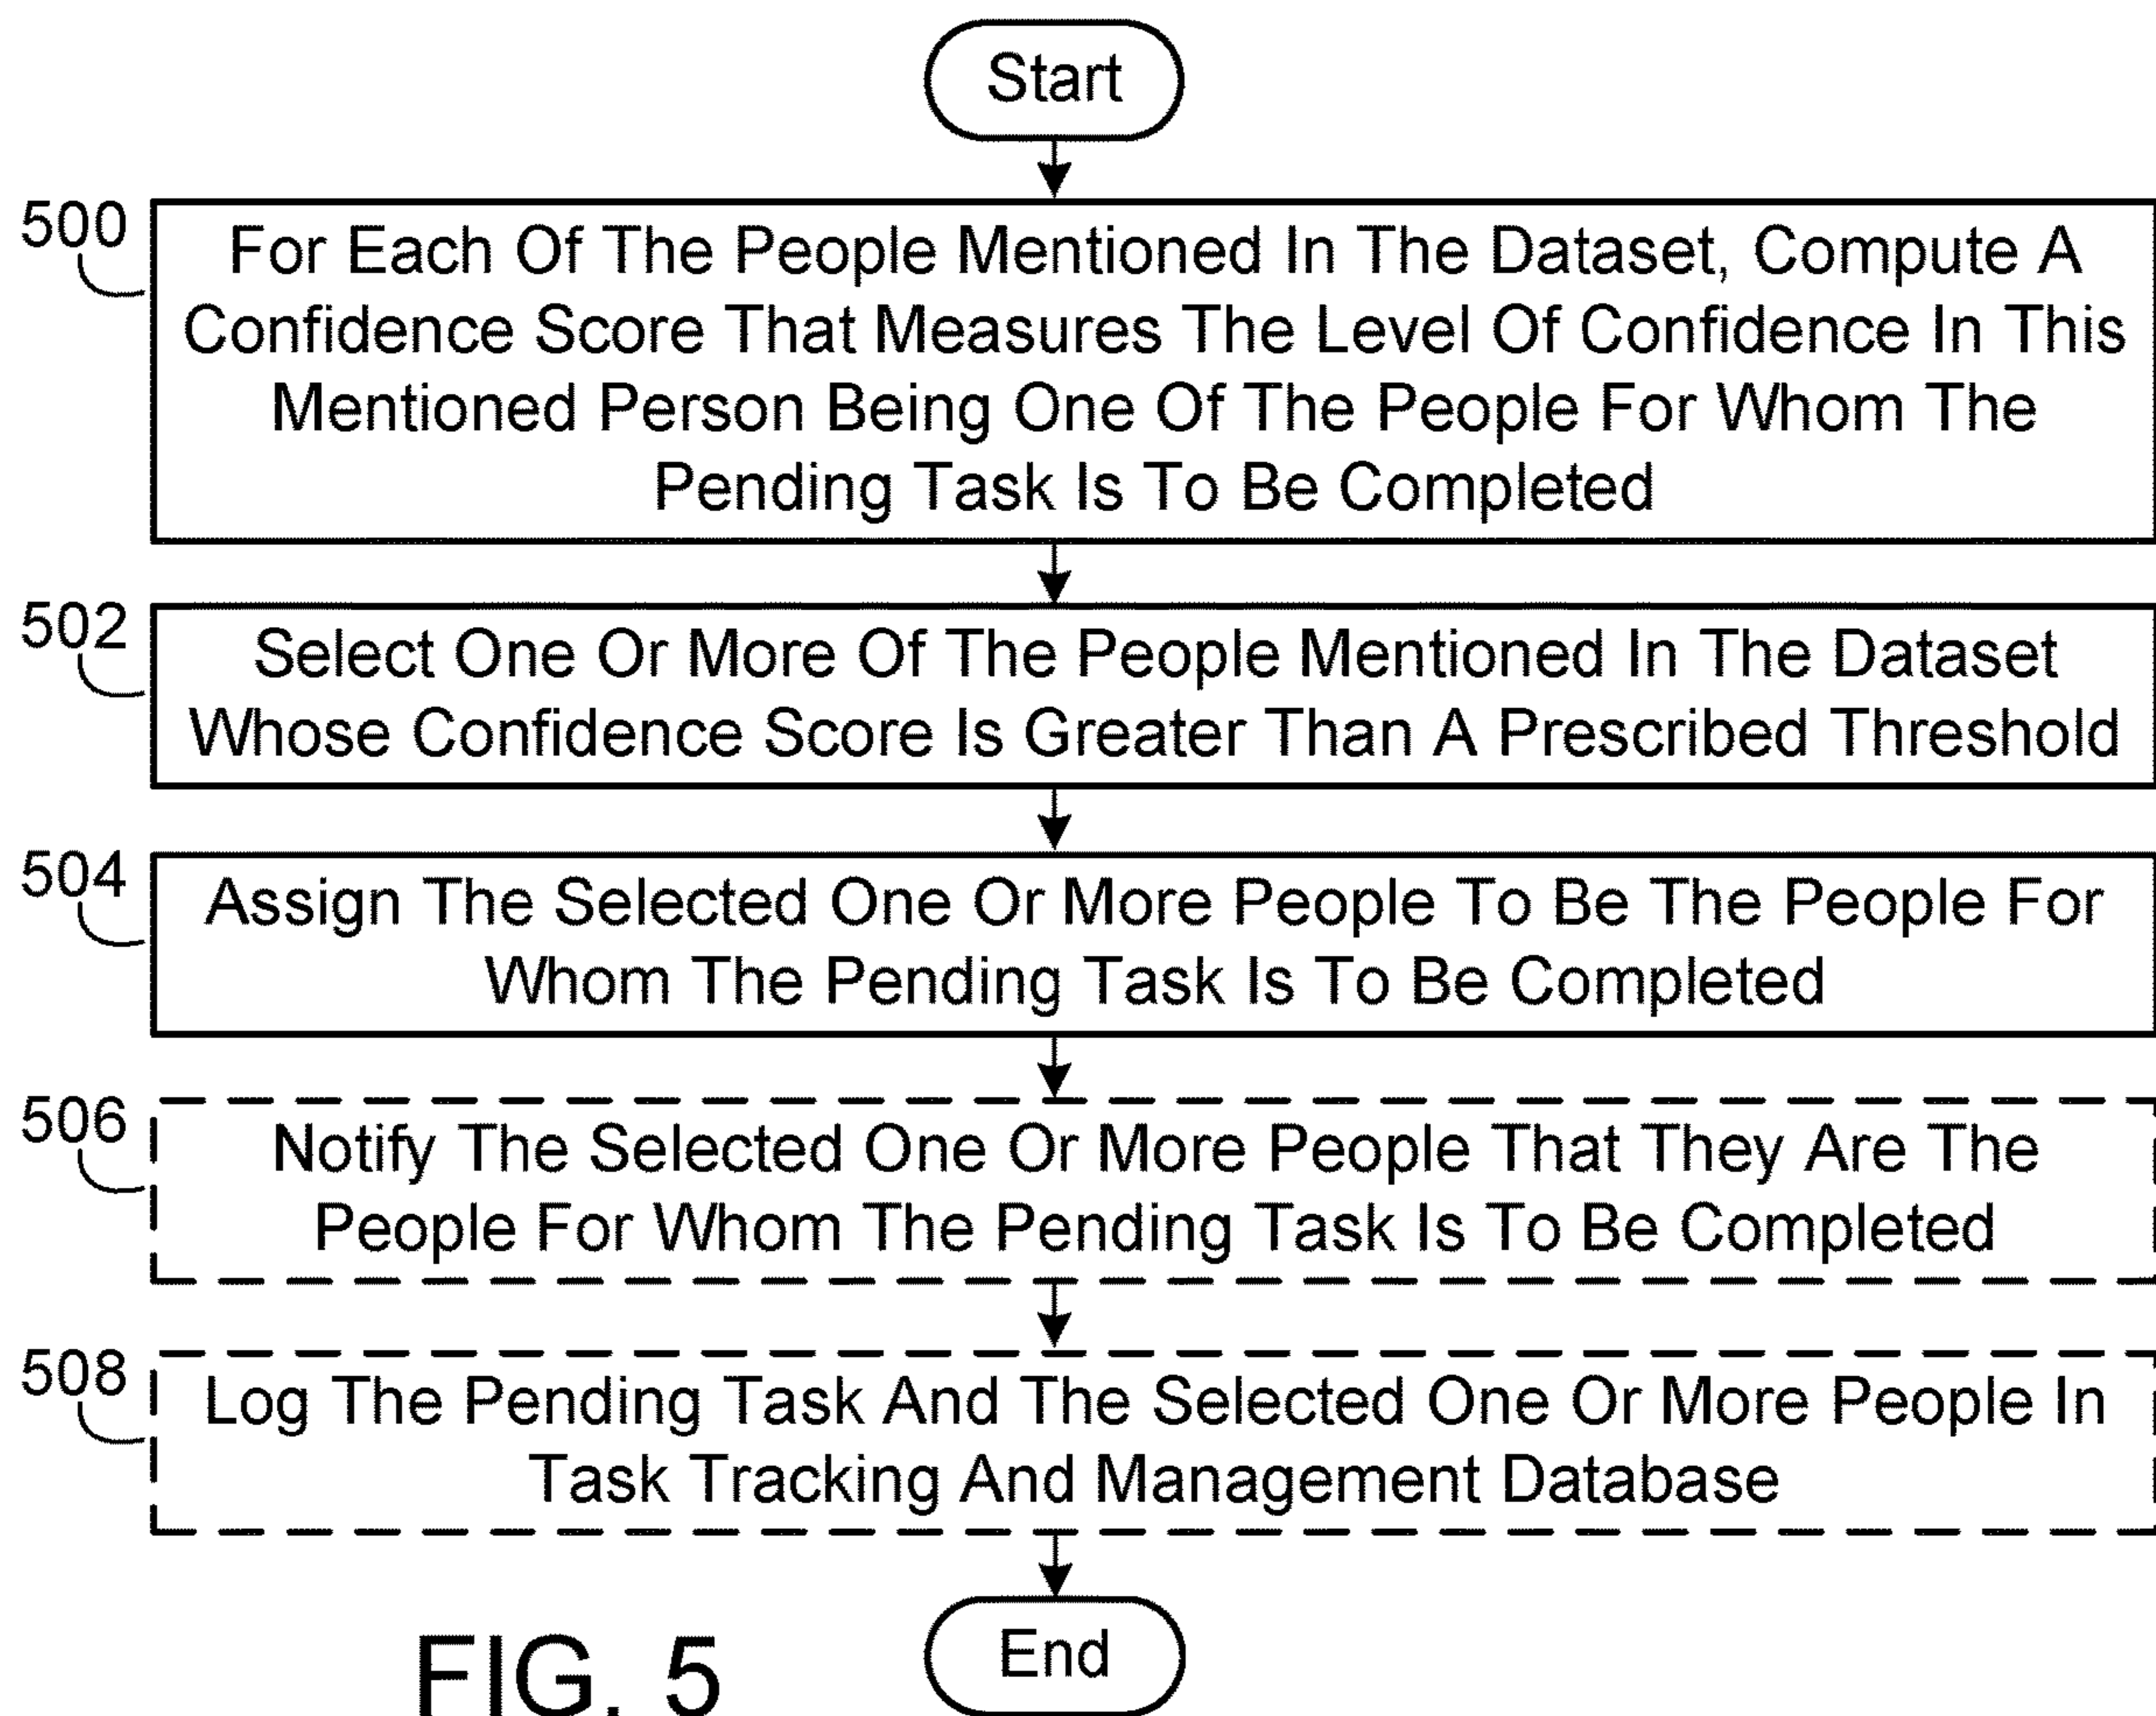 Start
500
For Each Of The People Mentioned In The Dataset, Compute A
Confidence Score That Measures The Level Of Confidence In This
Mentioned Person Being One Of The People For Whom The
Pending Task Is To Be Completed
502
Select One Or More Of The People Mentioned In The Dataset
Whose Confidence Score Is Greater Than A Prescribed Threshold
504
Assign The Selected One Or More People To Be The People For
Whom The Pending Task Is To Be Completed
506
Notify The Selected One Or More People That They Are The
People For Whom The Pending Task Is To Be Completed
508
Log The Pending Task And The Selected One Or More People In
Task Tracking And Management Database
End
FIG. 5